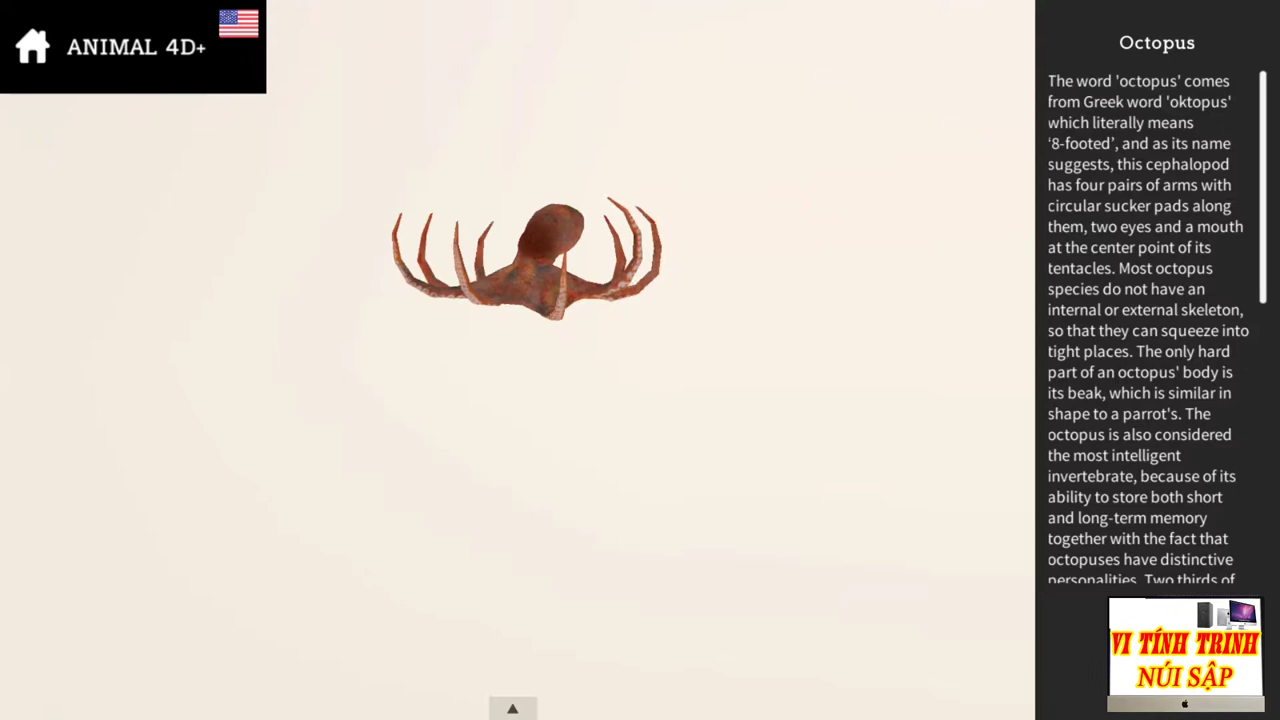 ANIMAL 4D+
Octopus
The word 'octopus' comes
from Greek word 'oktopus'
which literally means
‘8-footed’, and as its name
suggests, this cephalopod
has four pairs of arms with
circular sucker pads along
them, two eyes and a mouth
at the center point of its
tentacles. Most octopus
species do not have an
internal or external skeleton,
so that they can squeeze into
tight places. The only hard
part of an octopus' body is
its beak, which is similar in
shape to a parrot's. The
octopus is also considered
the most intelligent
invertebrate, because of its
ability to store both short
and long-term memory
together with the fact that
octopuses have distinctive
personalities. Two thirds of
VI TÍNH TRINH
NÚI SẬP